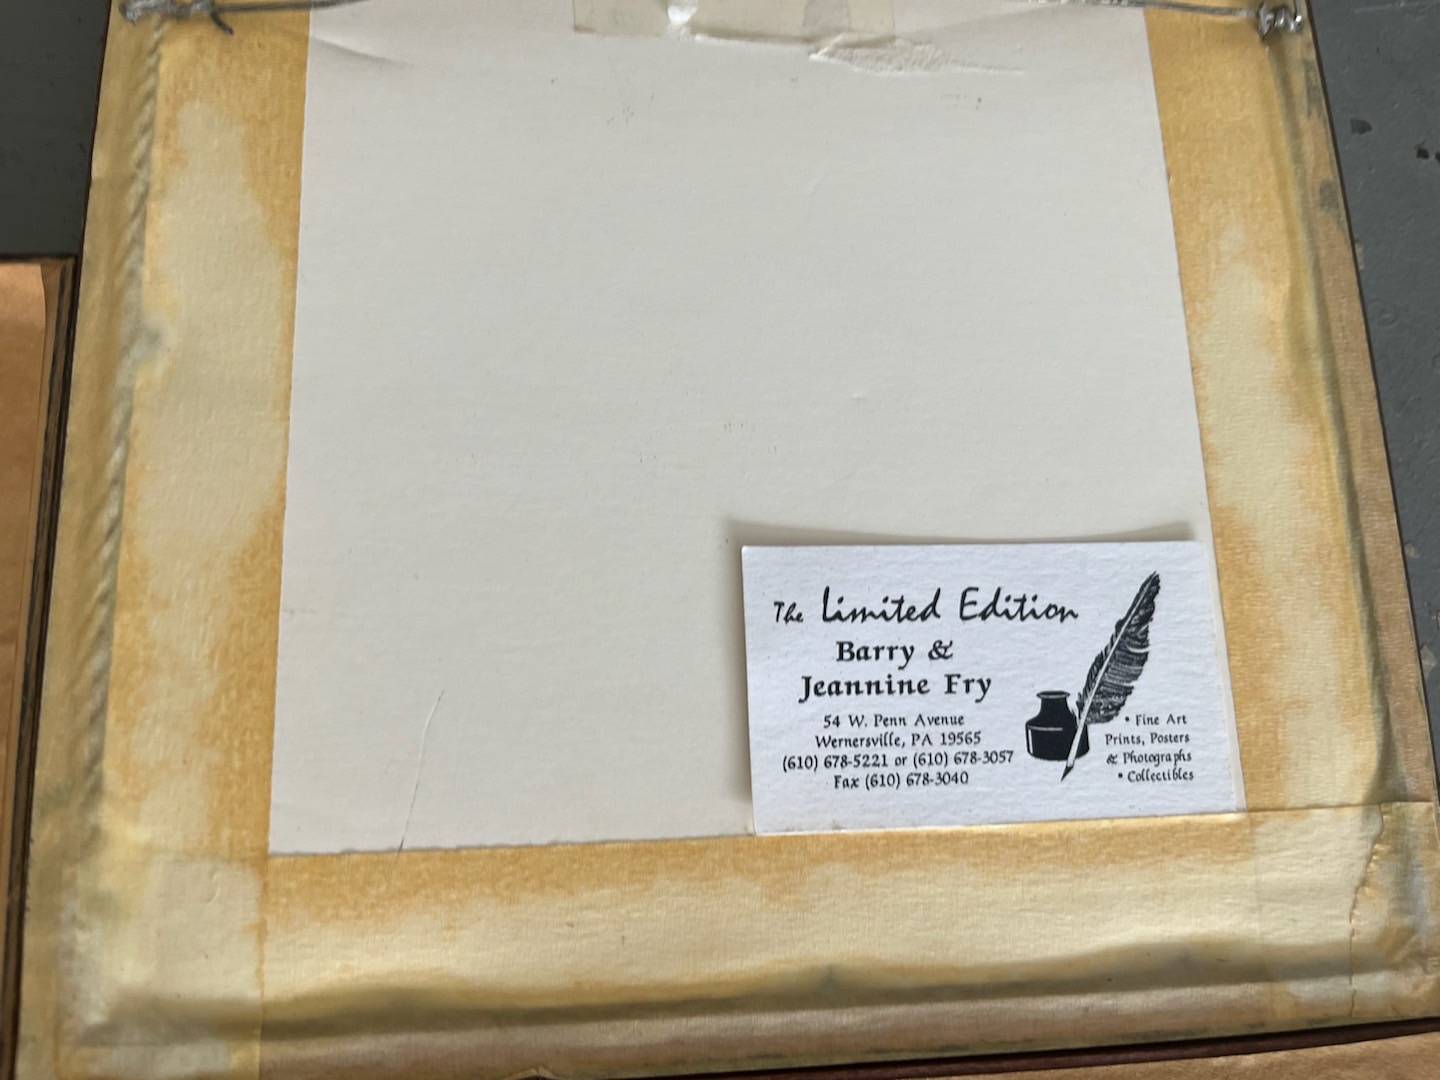 The Limited Edition
Barry &
Jeannine Fry
54 W. Penn Avenue
Wernersville, PA 19565
(610) 678-5221 or (610) 678-3057
Fax (610) 678-3040
• Fine Art
Prints, Posters
& Photographs
• Collectibles